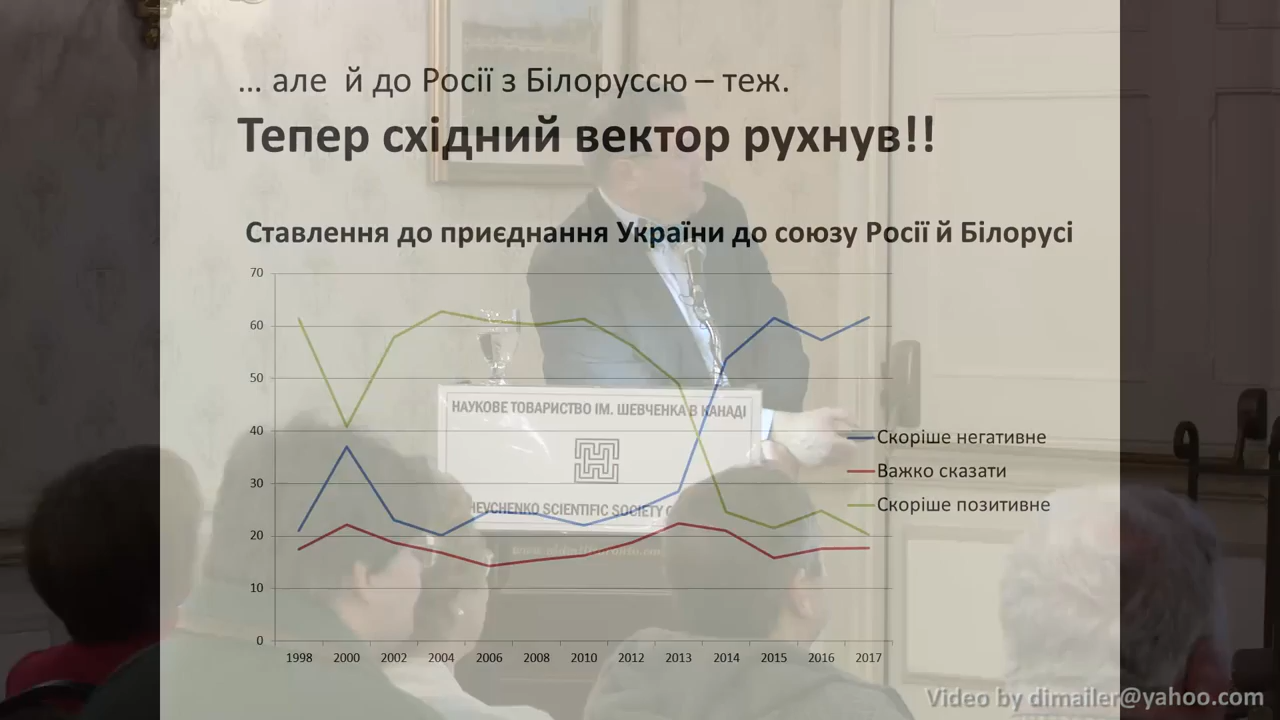 ... але й до Росії з Білоруссю – теж.
Тепер східний вектор рухнув!!
Ставлення до приєднання України до союзу Росії й Білорусі
70
60
50
40
30
20
10
0
1998 2000 2002 2004 2006 2008 2010 2012 2013 2014 2015 2016 2017
Скоріше негативне
Важко сказати
Скоріше позитивне
НАУКОВЕ ТОВАРИСТВО ІМ. ШЕВЧЕНКА В КАНАДІ
HEVCHENKO SCIENTIFIC SOCIETY
Video by dimailer@yahoo.com